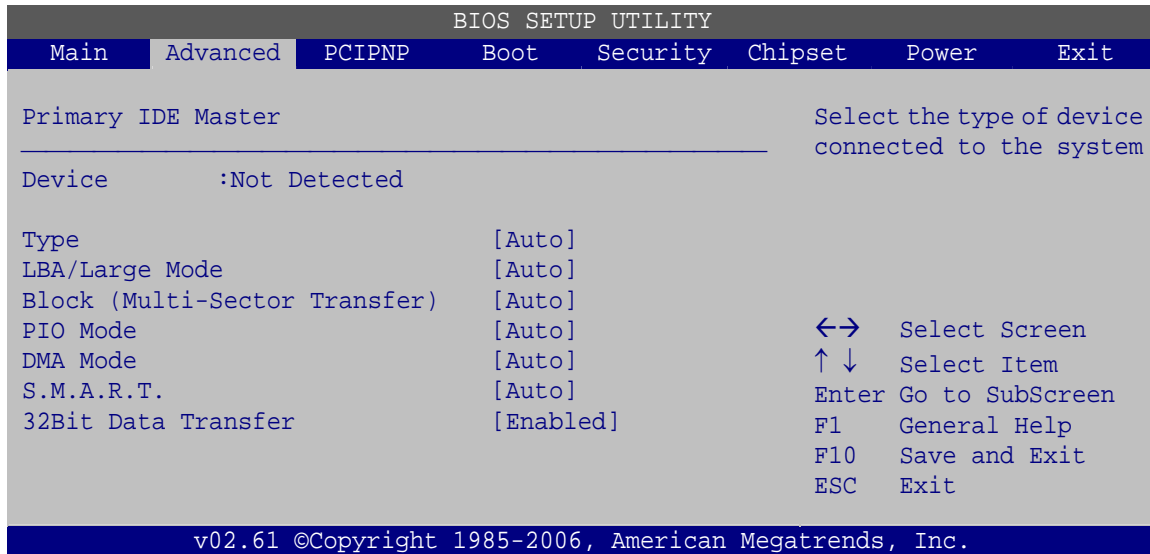 BIOS SETUP UTILITY
Main Advanced PCIPNP Boot Security Chipset Power Exit
Primary IDE Master
Device :Not Detected
Type [Auto]
LBA/Large Mode [Auto]
Block (Multi-Sector Transfer) [Auto]
PIO Mode [Auto]
DMA Mode [Auto]
S.M.A.R.T. [Auto]
32Bit Data Transfer [Enabled]
Select the type of device
connected to the system
←→ Select Screen
↑ ↓ Select Item
Enter Go to SubScreen
F1 General Help
F10 Save and Exit
ESC Exit
v02.61 ©Copyright 1985-2006, American Megatrends, Inc.